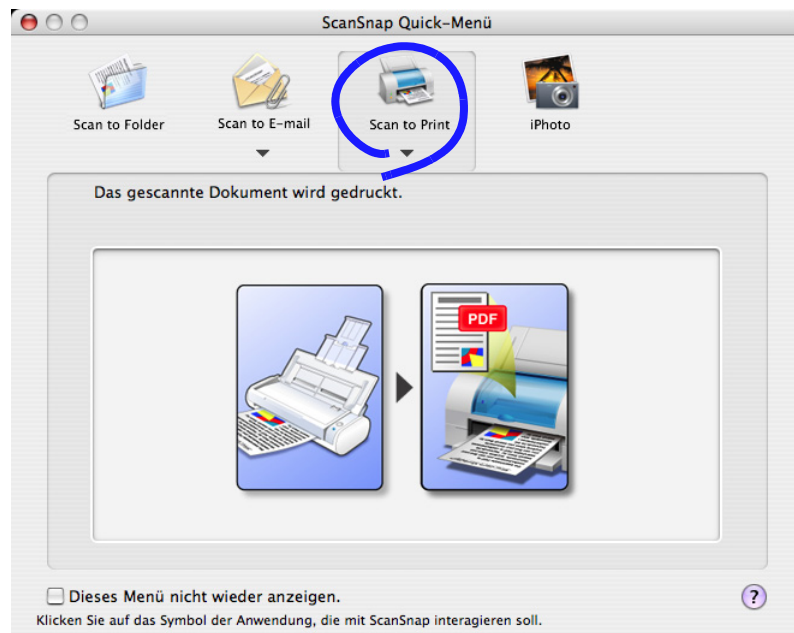 ScanSnap Quick-Menü
Scan to Folder
Scan to E-mail
Scan to Print
iPhoto
Das gescannte Dokument wird gedruckt.
PDF
Dieses Menü nicht wieder anzeigen.
?
Klicken Sie auf das Symbol der Anwendung, die mit ScanSnap interagieren soll.